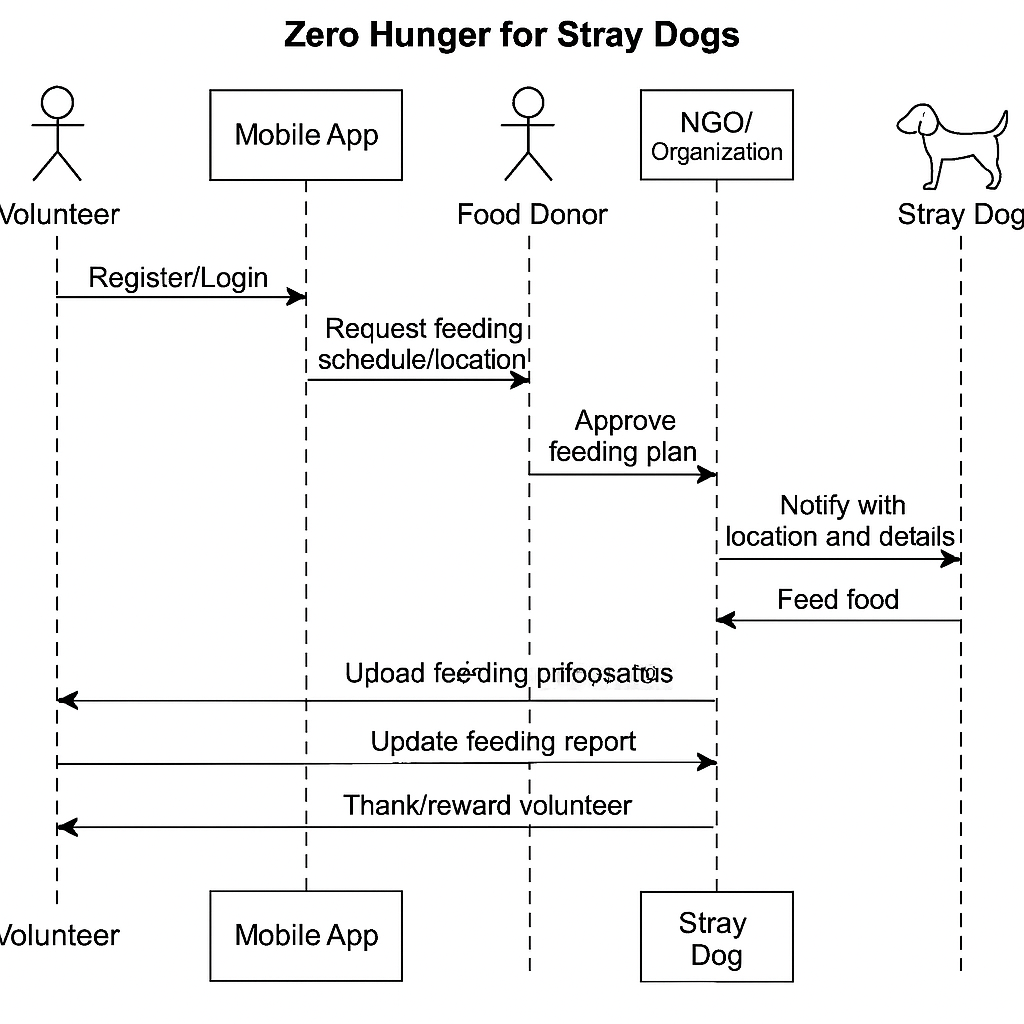 Zero Hunger for Stray Dogs
Mobile App
NGO/
Organization
Volunteer
Food Donor
Stray Dog
Register/Login
Request feeding
schedule/location
Approve
feeding plan
Notify with
location and details
Feed food
Upoad feeding
Update feeding report
Thank/reward volunteer
Volunteer
Mobile App
Stray
Dog